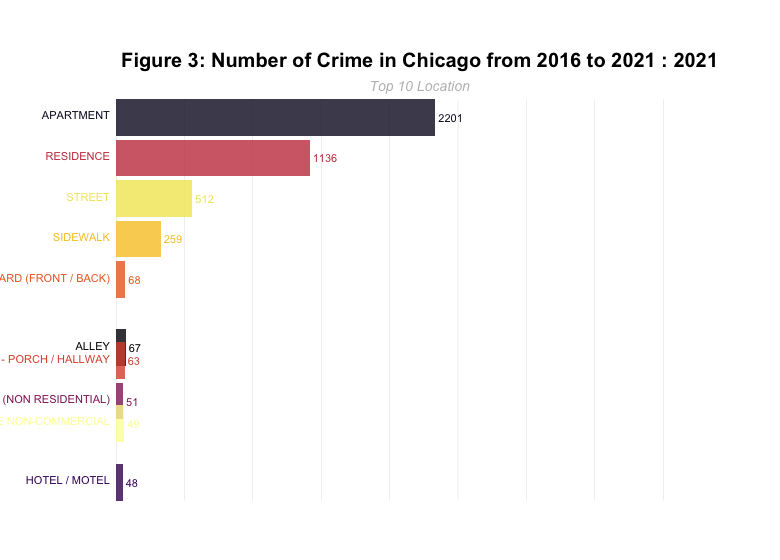 Figure 3: Number of Crime in Chicago from 2016 to 2021 : 2021
Top 10 Location
APARTMENT 2201
RESIDENCE 1136
STREET 512
SIDEWALK 259
ARD (FRONT / BACK) 68
ALLEY 67
- PORCH / HALLWAY 63
(NON RESIDENTIAL) 51
E NON-COMMERCIAL
HOTEL / MOTEL 48